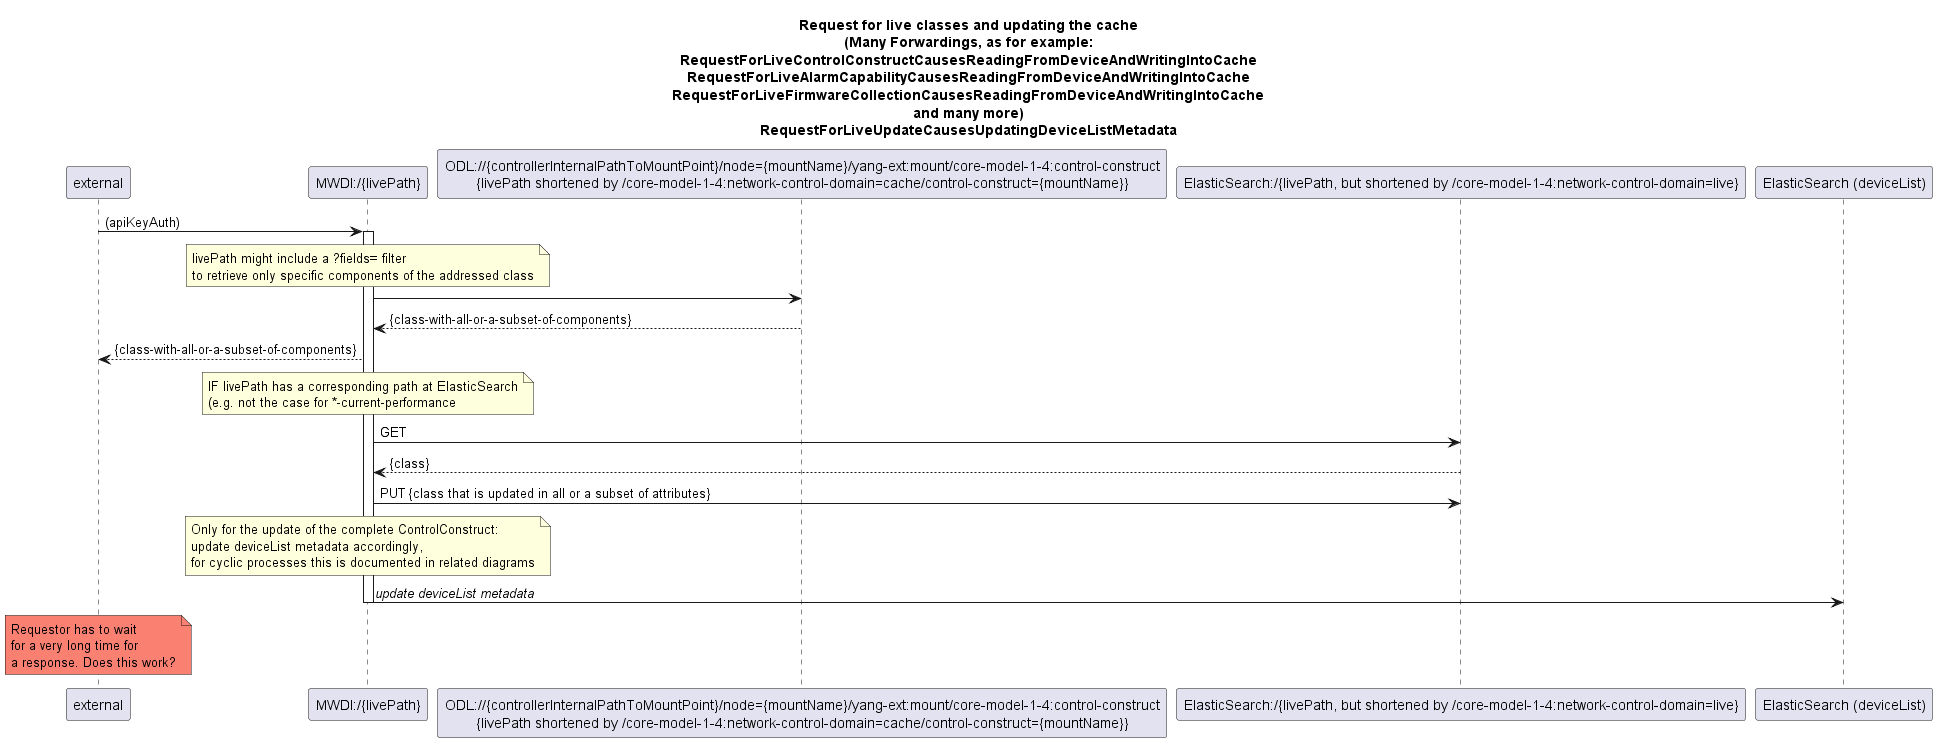 Request for live classes and updating the cache
(Many Forwardings, as for example:
RequestForLiveControlConstructCausesReadingFromDeviceAndWritingIntoCache
RequestForLiveAlarmCapabilityCausesReadingFromDeviceAndWritingIntoCache
RequestForLiveFirmwareCollectionCausesReadingFromDeviceAndWritingIntoCache
and many more)
RequestForLiveUpdateCausesUpdatingDeviceListMetadata
external
MWDI:/{livePath}
ODL://{controllerInternalPathToMountPoint}/node={mountName}/yang-ext:mount/core-model-1-4:control-construct
{livePath shortened by /core-model-1-4:network-control-domain=cache/control-construct={mountName}}
ElasticSearch:/{livePath, but shortened by /core-model-1-4:network-control-domain=live}
ElasticSearch (deviceList)
(apiKeyAuth)
livePath might include a ?fields= filter
to retrieve only specific components of the addressed class
{class-with-all-or-a-subset-of-components}
{class-with-all-or-a-subset-of-components}
IF livePath has a corresponding path at ElasticSearch
(e.g. not the case for *-current-performance
GET
{class}
PUT {class that is updated in all or a subset of attributes}
Only for the update of the complete ControlConstruct:
update deviceList metadata accordingly,
for cyclic processes this is documented in related diagrams
update deviceList metadata
Requestor has to wait
for a very long time for
a response. Does this work?
external
MWDI:/{livePath}
ODL://{controllerInternalPathToMountPoint}/node={mountName}/yang-ext:mount/core-model-1-4:control-construct
{livePath shortened by /core-model-1-4:network-control-domain=cache/control-construct={mountName}}
ElasticSearch:/{livePath, but shortened by /core-model-1-4:network-control-domain=live}
ElasticSearch (deviceList)